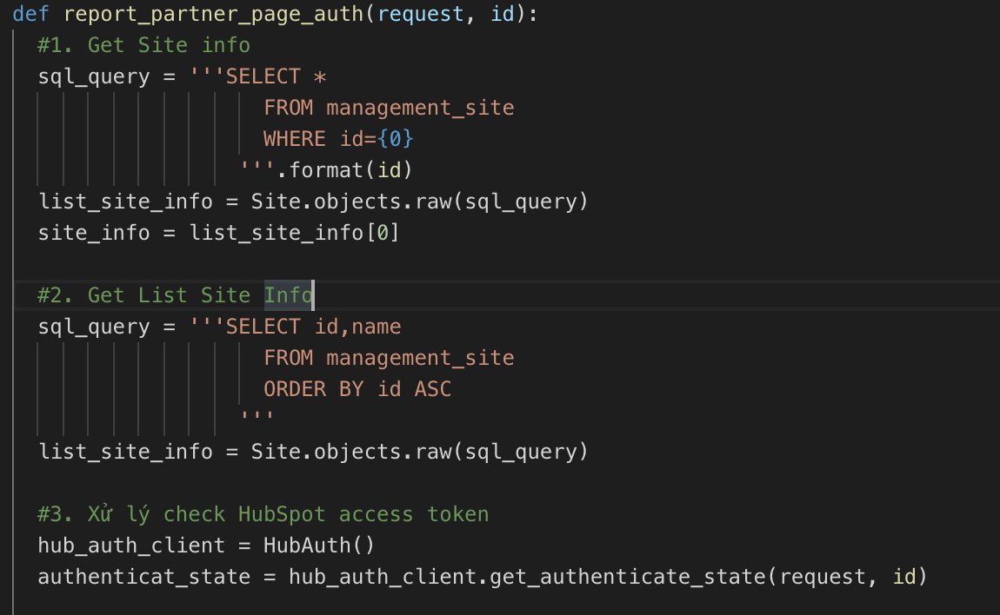 def report_partner_page_auth(request, id):
#1. Get Site info
sql_query = '''SELECT *
FROM management_site
WHERE id={0}
'''.format(id)
list_site_info = Site.objects.raw(sql_query)
site_info = list_site_info[0]
#2. Get List Site Info
sql_query = '''SELECT id,name
FROM management_site
ORDER BY id ASC
'''
list_site_info = Site.objects.raw(sql_query)
#3. Xử lý check HubSpot access token
hub_auth_client = HubAuth()
authenticat_state = hub_auth_client.get_authenticate_state(request, id)